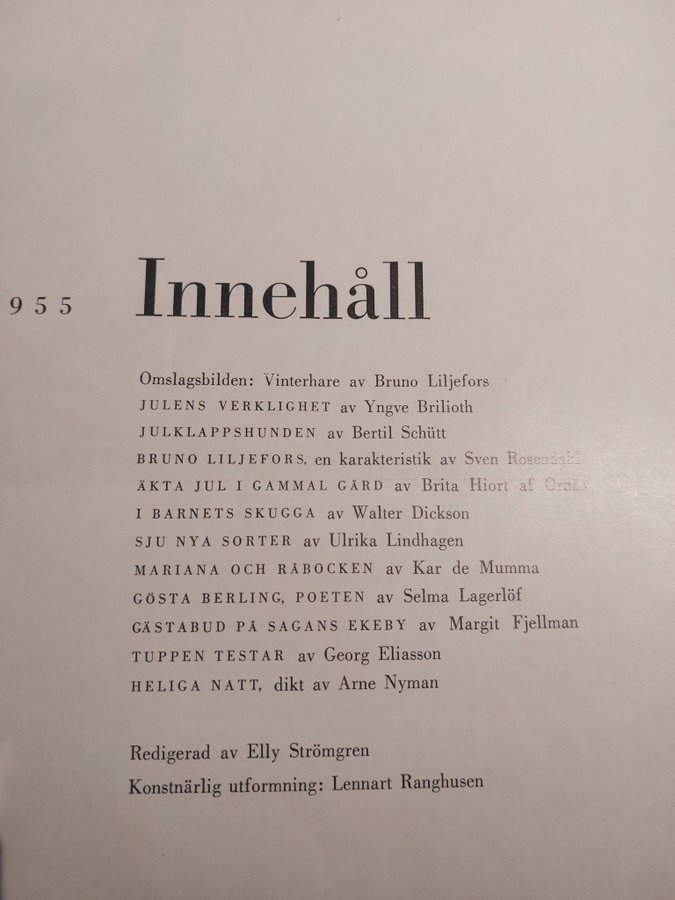 955
Innehåll
Omslagsbilden: Vinterhare av Bruno Liljefors
JULENS VERKLIGHET av Yngve Brilioth
JULKLAPPSHUNDEN av Bertil Schütt
BRUNO LILJEFORS, en karakteristik av Sven Rosendahl
ÄKTA JUL I GAMMAL GÅRD av Brita Hiort af Ornäs
I BARNETS SKUGGA av Walter Dickson
SJU NYA SORTER av Ulrika Lindhagen
MARIANA OCH RÅBOCKEN av Kar de Mumma
GÖSTA BERLING, POETEN av Selma Lagerlöf
GÄSTABUD PÅ SAGANS EKEBY av Margit Fjellman
TUPPEN TESTAR av Georg Eliasson
HELIGA NATT, dikt av Arne Nyman
Redigerad av Elly Strömgren
Konstnärlig utformning: Lennart Ranghusen